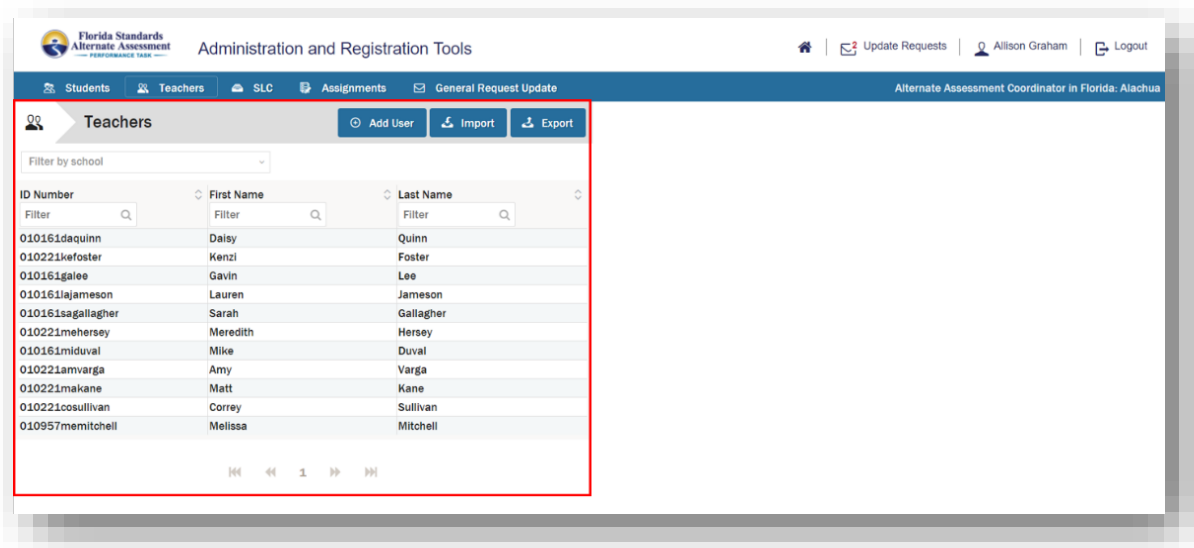 Florida Standards
Alternate Assessment
PERFORMANCE TASK
Administration and Registration Tools
2 Update Requests
Allison Graham
Logout
Students Teachers SLC Assignments General Request Update
Alternate Assessment Coordinator in Florida: Alachua
Teachers
Add User Import Export
Filter by school
ID Number First Name Last Name
Filter Filter Filter
010161daquinn Daisy Quinn
010221kefoster Kenzi Foster
010161galee Gavin Lee
010161lajameson Lauren Jameson
010161sagallagher Sarah Gallagher
010221mehersey Meredith Hersey
010161miduval Mike Duval
010221amvarga Amy Varga
010221makane Matt Kane
010221cosullivan Correy Sullivan
010957memitchell Melissa Mitchell
1